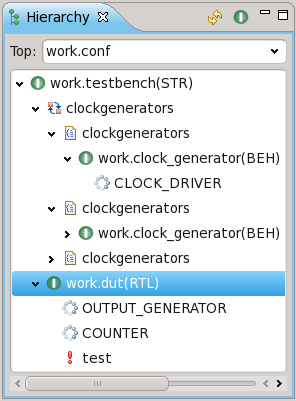 Hierarchy
Top: work.conf
work.testbench(STR)
clockgenerators
clockgenerators
work.clock_generator(BEH)
CLOCK_DRIVER
clockgenerators
work.clock_generator(BEH)
clockgenerators
work.dut(RTL)
OUTPUT_GENERATOR
COUNTER
test